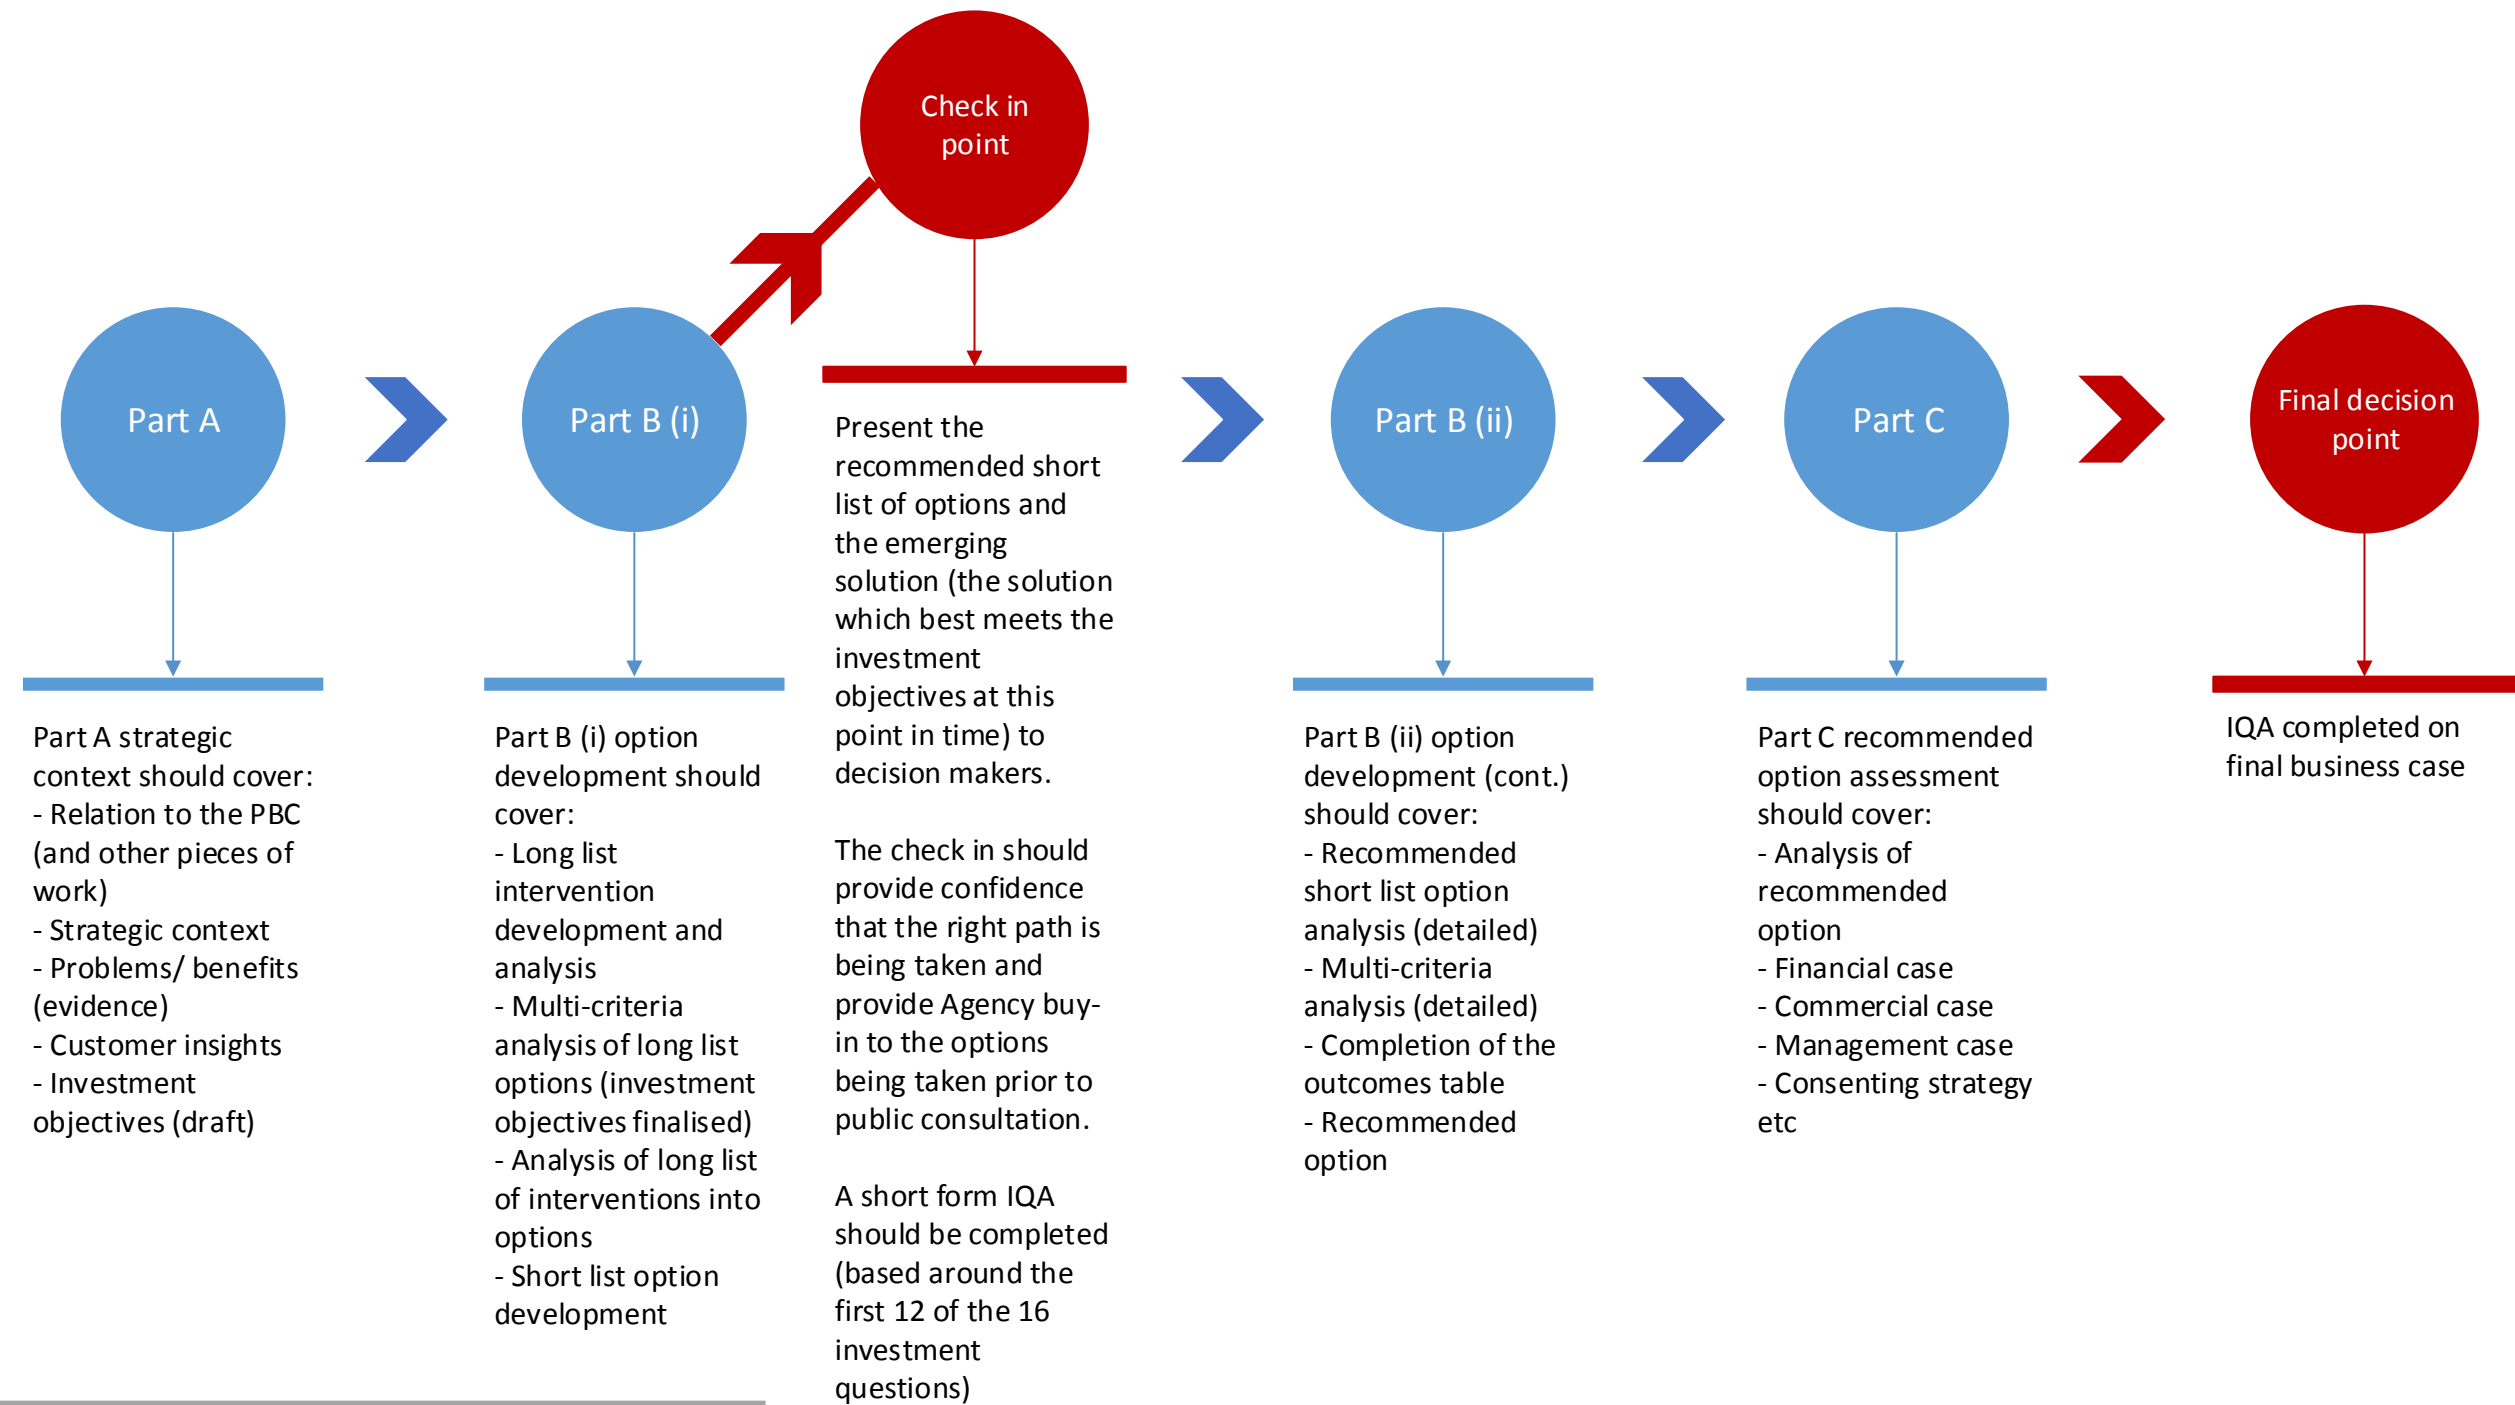 Check in
point
Part A
Part B (i)
Part B (ii)
Part C
Final decision
point
Part A strategic
context should cover:
- Relation to the PBC
(and other pieces of
work)
- Strategic context
- Problems/ benefits
(evidence)
- Customer insights
- Investment
objectives (draft)
Part B (i) option
development should
cover:
- Long list
intervention
development and
analysis
- Multi-criteria
analysis of long list
options (investment
objectives finalised)
- Analysis of long list
of interventions into
options
- Short list option
development
Present the
recommended short
list of options and
the emerging
solution (the solution
which best meets the
investment
objectives at this
point in time) to
decision makers.
The check in should
provide confidence
that the right path is
being taken and
provide Agency buy-
in to the options
being taken prior to
public consultation.
A short form IQA
should be completed
(based around the
first 12 of the 16
investment
questions)
Part B (ii) option
development (cont.)
should cover:
- Recommended
short list option
analysis (detailed)
- Multi-criteria
analysis (detailed)
- Completion of the
outcomes table
- Recommended
option
Part C recommended
option assessment
should cover:
- Analysis of
recommended
option
- Financial case
- Commercial case
- Management case
- Consenting strategy
etc
IQA completed on
final business case